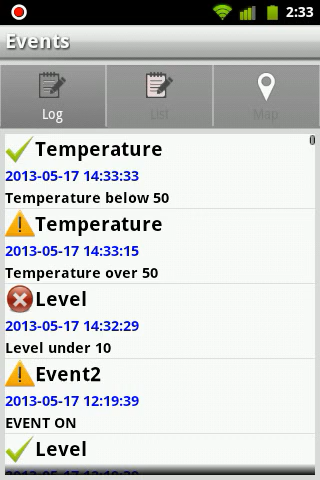 2:33
Events
Log
List
Map
Temperature
2013-05-17 14:33:33
Temperature below 50
Temperature
2013-05-17 14:33:15
Temperature over 50
Level
2013-05-17 14:32:29
Level under 10
Event2
2013-05-17 12:19:39
EVENT ON
Level